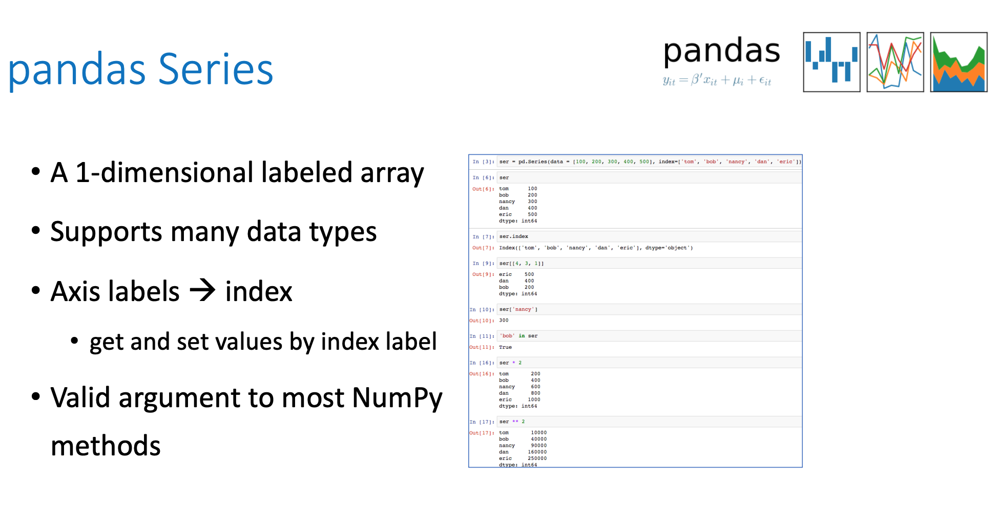 pandas Series
pandas
y_{it} = β′x_{it} + μ_i + ϵ_{it}
• A 1-dimensional labeled array
• Supports many data types
• Axis labels → index
• get and set values by index label
• Valid argument to most NumPy
methods
In [3]: ser = pd.Series(data = [100, 200, 300, 400, 500], index=['tom', 'bob', 'nancy', 'dan', 'eric'])
In [6]: ser
Out[6]: tom 100
bob 200
nancy 300
dan 400
eric 500
dtype: int64
In [7]: ser.index
Out[7]: Index(['tom', 'bob', 'nancy', 'dan', 'eric'], dtype='object')
In [9]: ser[[4, 3, 1]]
Out[9]: eric 500
dan 400
bob 200
dtype: int64
In [10]: ser['nancy']
Out[10]: 300
In [11]: 'bob' in ser
Out[11]: True
In [16]: ser * 2
Out[16]: tom 200
bob 400
nancy 600
dan 800
eric 1000
dtype: int64
In [17]: ser ** 2
Out[17]: tom 10000
bob 40000
nancy 90000
dan 160000
eric 250000
dtype: int64